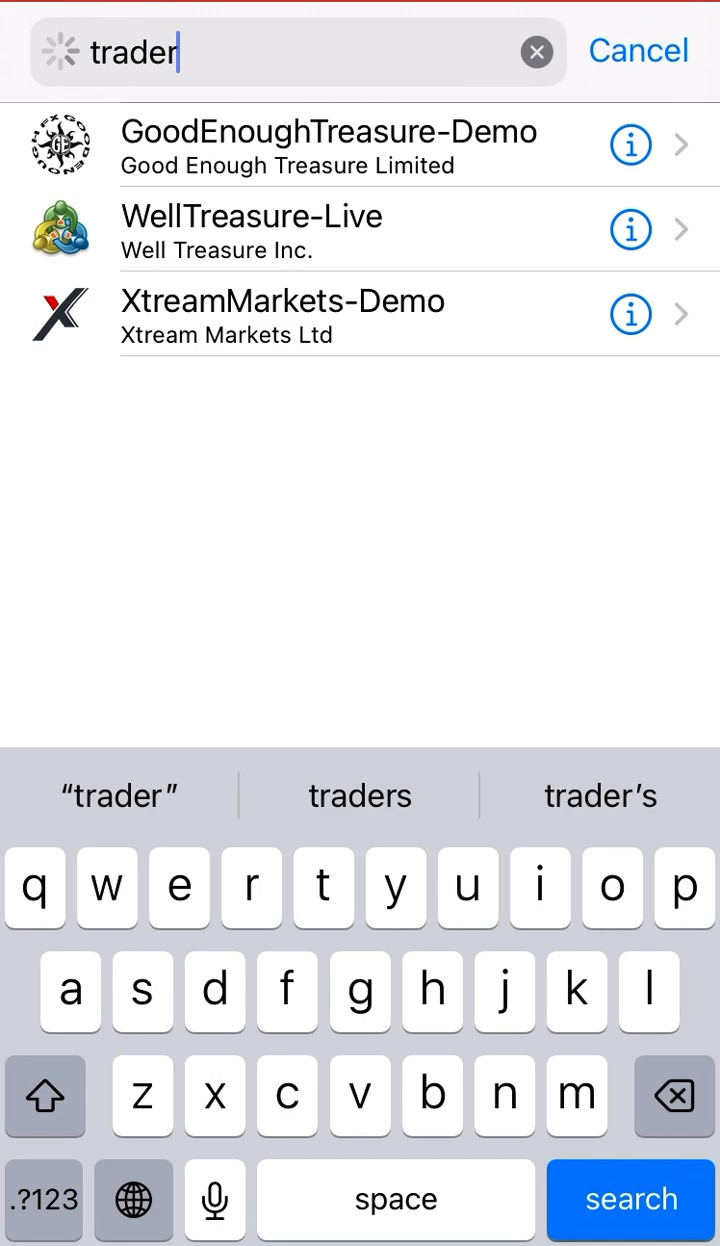 trader
Cancel
GoodEnoughTreasure-Demo
Good Enough Treasure Limited
WellTreasure-Live
Well Treasure Inc.
XtreamMarkets-Demo
Xtream Markets Ltd
“trader” traders trader’s
q w e r t y u i o p
a s d f g h j k l
z x c v b n m
.?123 space search